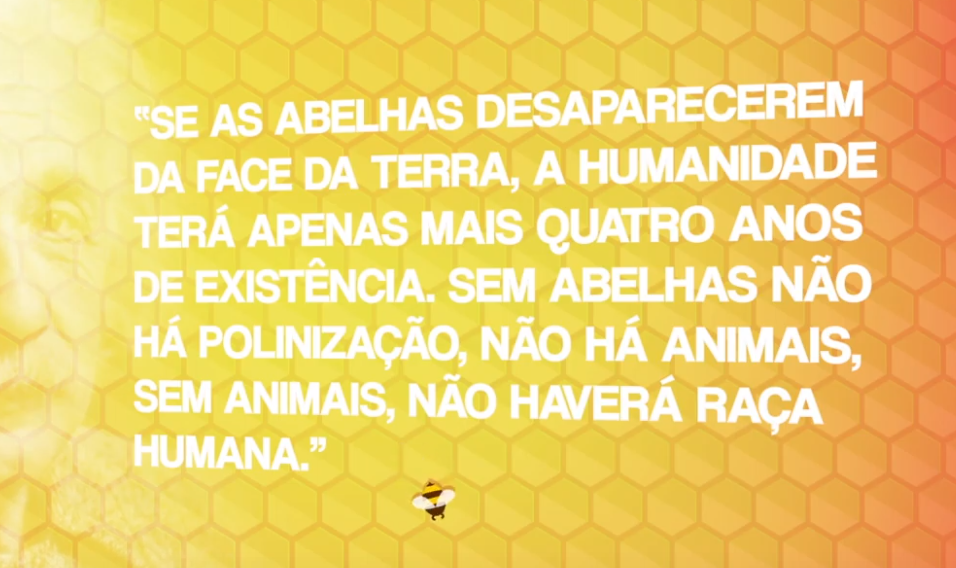 “SE AS ABELHAS DESAPARECEREM
DA FACE DA TERRA, A HUMANIDADE
TERÁ APENAS MAIS QUATRO ANOS
DE EXISTÊNCIA. SEM ABELHAS NÃO
HÁ POLINIZAÇÃO, NÃO HÁ ANIMAIS,
SEM ANIMAIS, NÃO HAVERÁ RAÇA
HUMANA.”